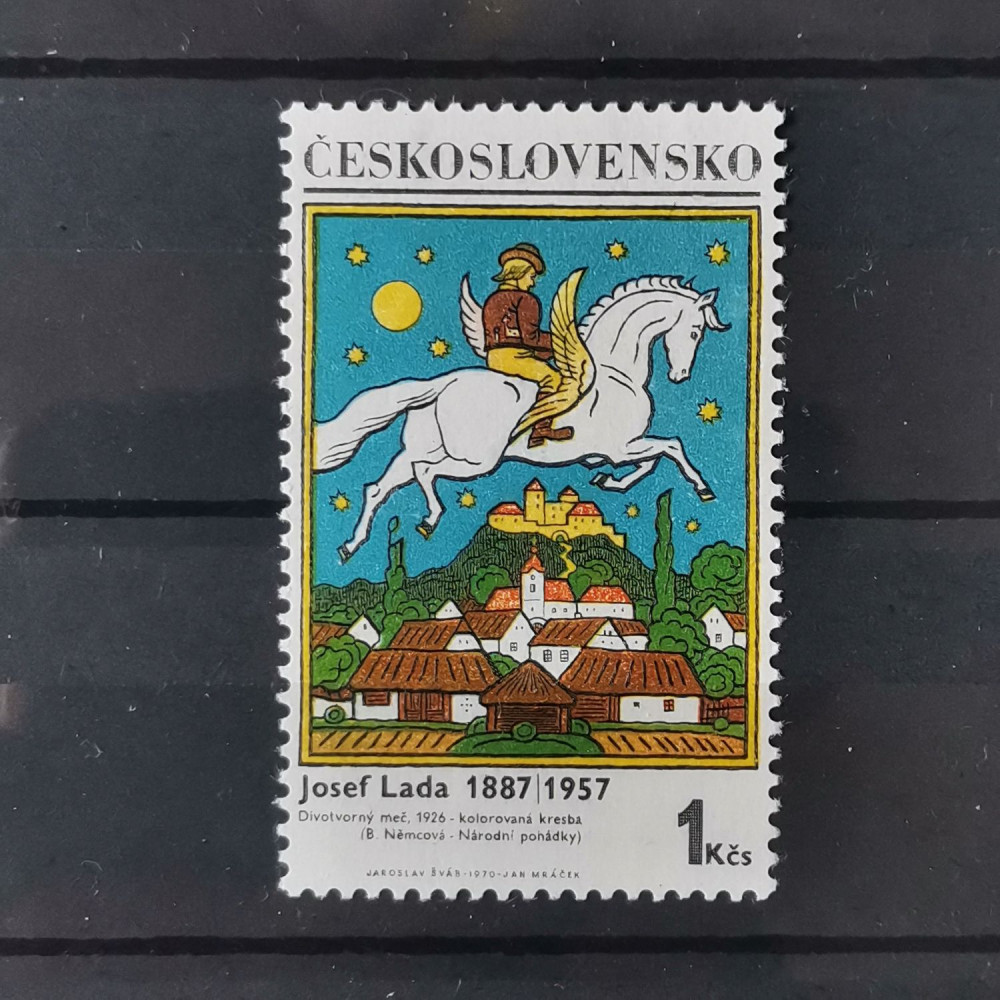 ČESKOSLOVENSKO
Josef Lada 1887|1957
Divotvorný meč, 1926 - kolorovaná kresba
(B. Němcová - Národní pohádky)
1Kčs
JAROSLAV ŠVÁB-1970-JAN MRÁČEK